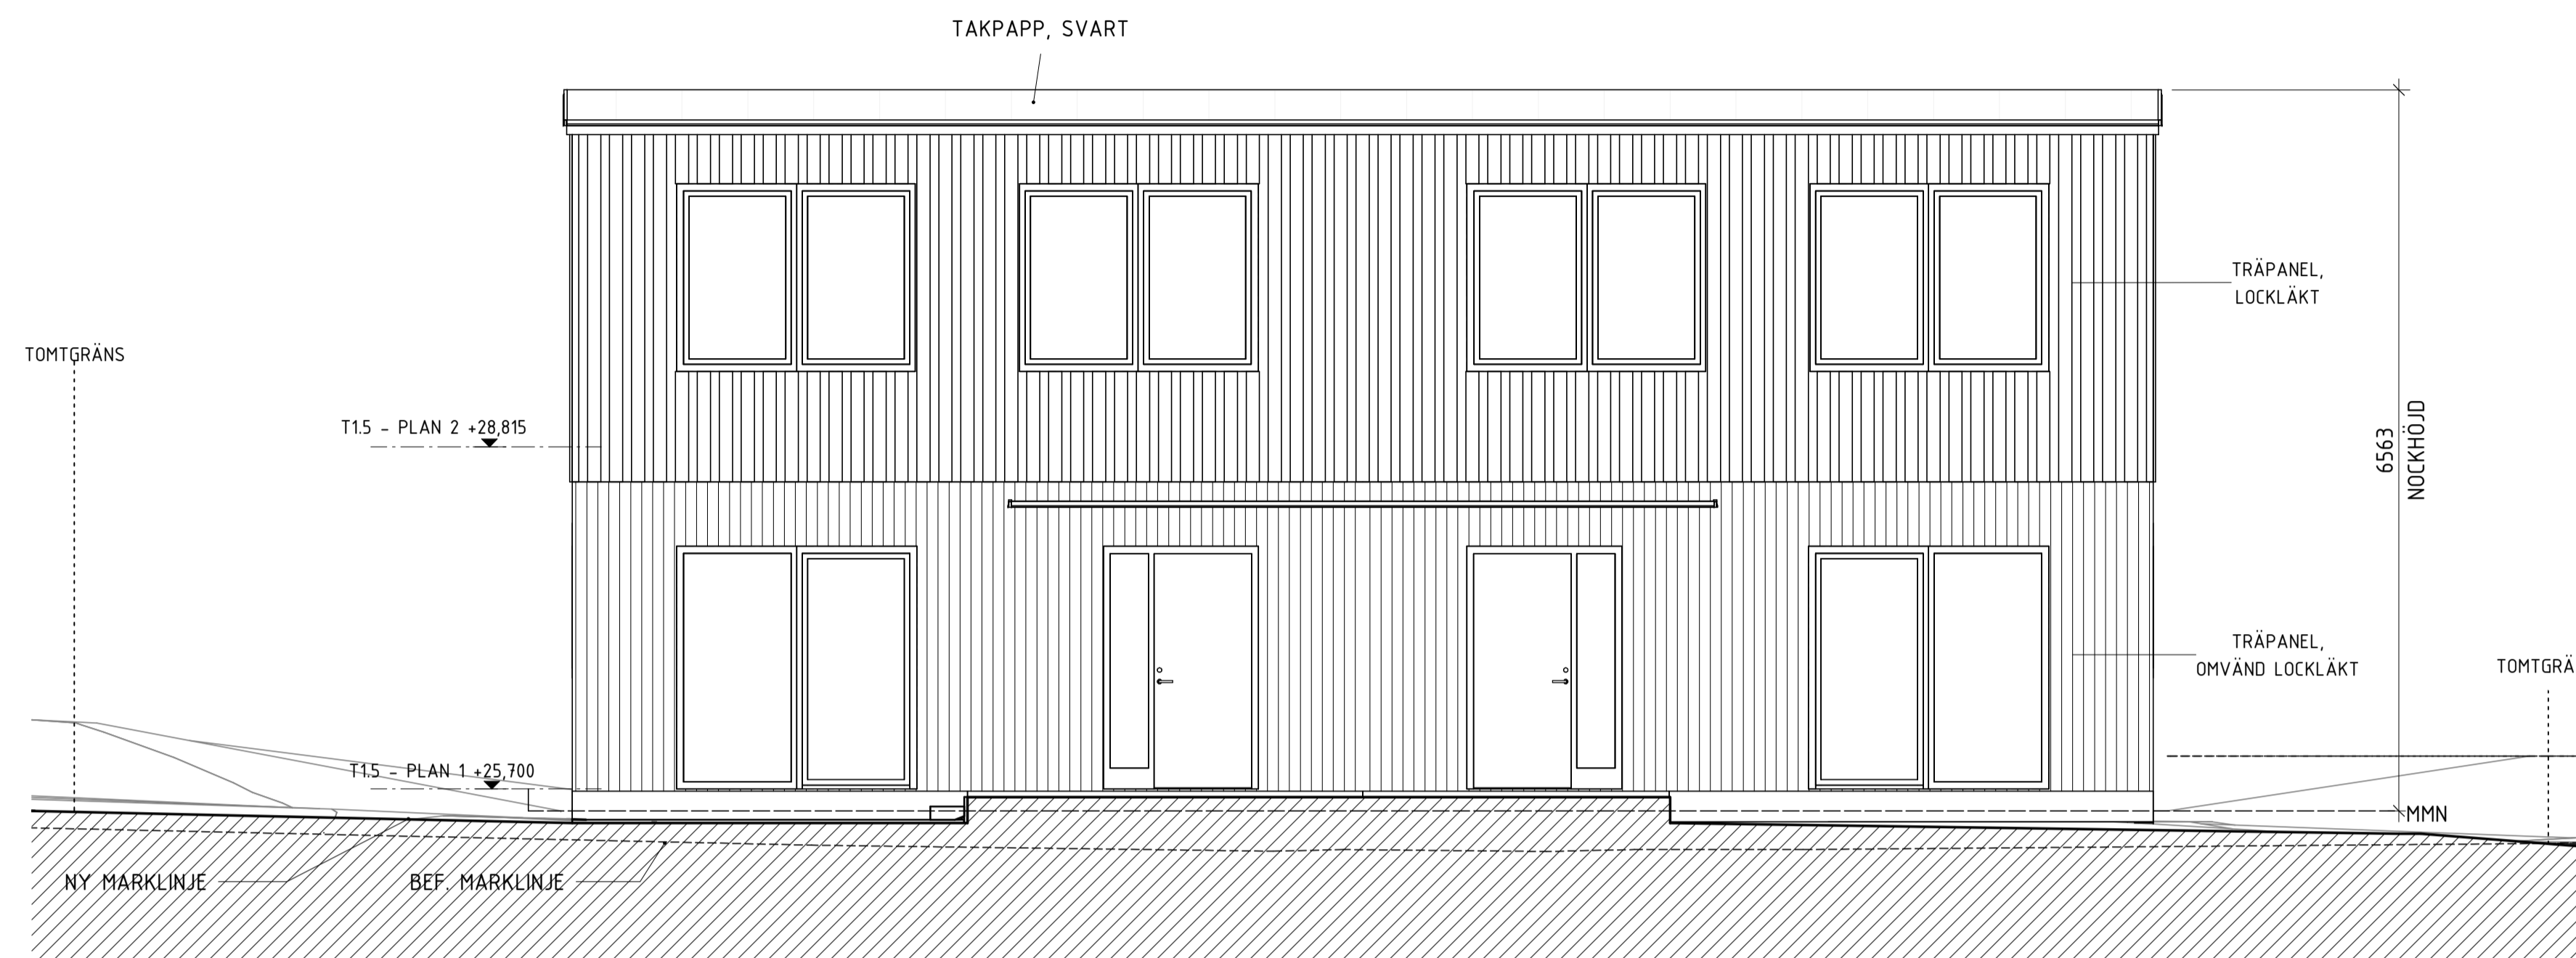 TAKPAPP, SVART
TRÄPANEL,
LOCKLÄKT
TOMTGRÄNS
T1.5 - PLAN 2 +28,815
6563
NOCKHÖJD
TRÄPANEL,
OMVÄND LOCKLÄKT
TOMTGRÄ
T1.5 - PLAN 1 +25,700
MMN
NY MARKLINJE
BEF. MARKLINJE